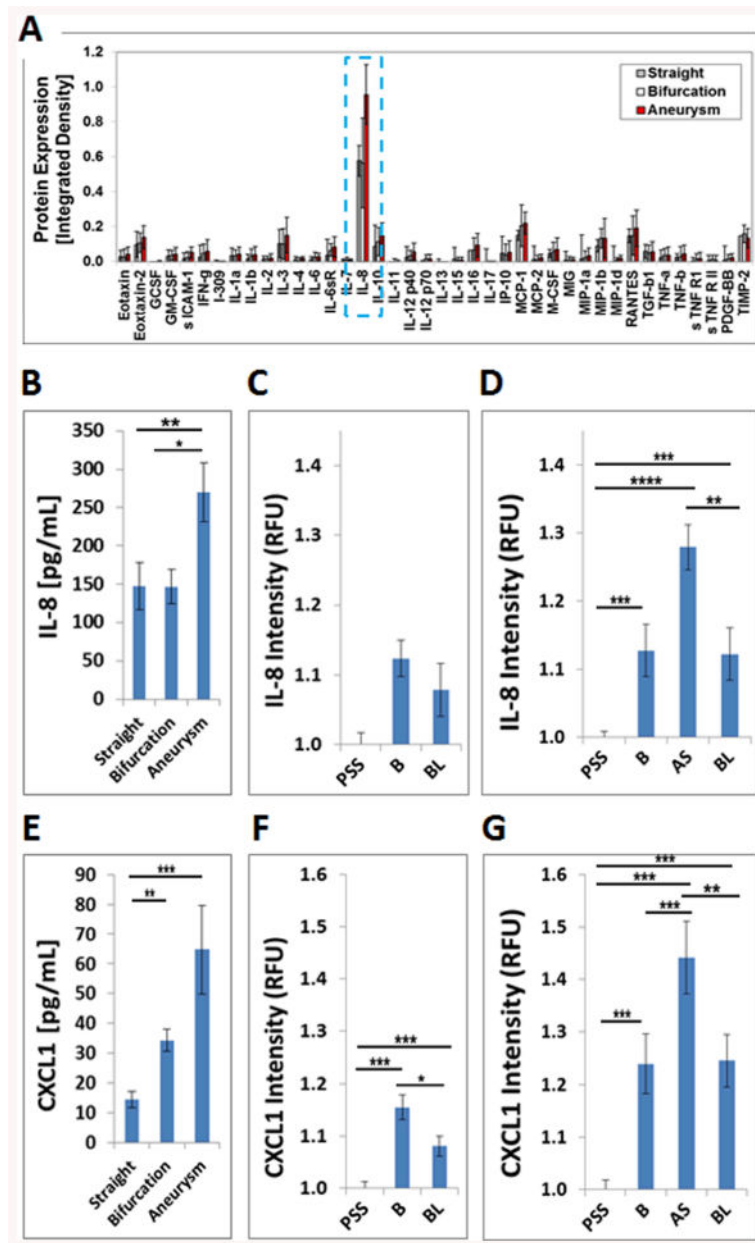 A
Protein Expression
[Integrated Density]
1.2
1.0
0.8
0.6
0.4
0.2
0.0
Straight
Bifurcation
Aneurysm
Eotaxin
Eoxtaxin-2
GCSF
GM-CSF
s ICAM-1
IFN-g
I-309
IL-1a
IL-1b
IL-2
IL-3
IL-4
IL-6
IL-6sR
IL-7
IL-8
IL-10
IL-11
IL-12 p40
IL-12 p70
IL-13
IL-15
IL-16
IL-17
IP-10
MCP-1
MCP-2
M-CSF
MIG
MIP-1a
MIP-1b
MIP-1d
RANTES
TGF-b1
TNF-a
TNF-b
s TNF R1
s TNF R II
PDGF-BB
TIMP-2
B
IL-8 [pg/mL]
350
300
250
200
150
100
50
0
**
*
Straight
Bifurcation
Aneurysm
C
IL-8 Intensity (RFU)
1.4
1.3
1.2
1.1
1.0
PSS
B
BL
D
IL-8 Intensity (RFU)
1.4
1.3
1.2
1.1
1.0
***
****
**
***
PSS
B
AS
BL
E
CXCL1 [pg/mL]
90
80
70
60
50
40
30
20
10
0
***
**
Straight
Bifurcation
Aneurysm
F
CXCL1 Intensity (RFU)
1.6
1.5
1.4
1.3
1.2
1.1
1.0
***
***
*
PSS
B
BL
G
CXCL1 Intensity (RFU)
1.6
1.5
1.4
1.3
1.2
1.1
1.0
***
***
**
***
***
PSS
B
AS
BL